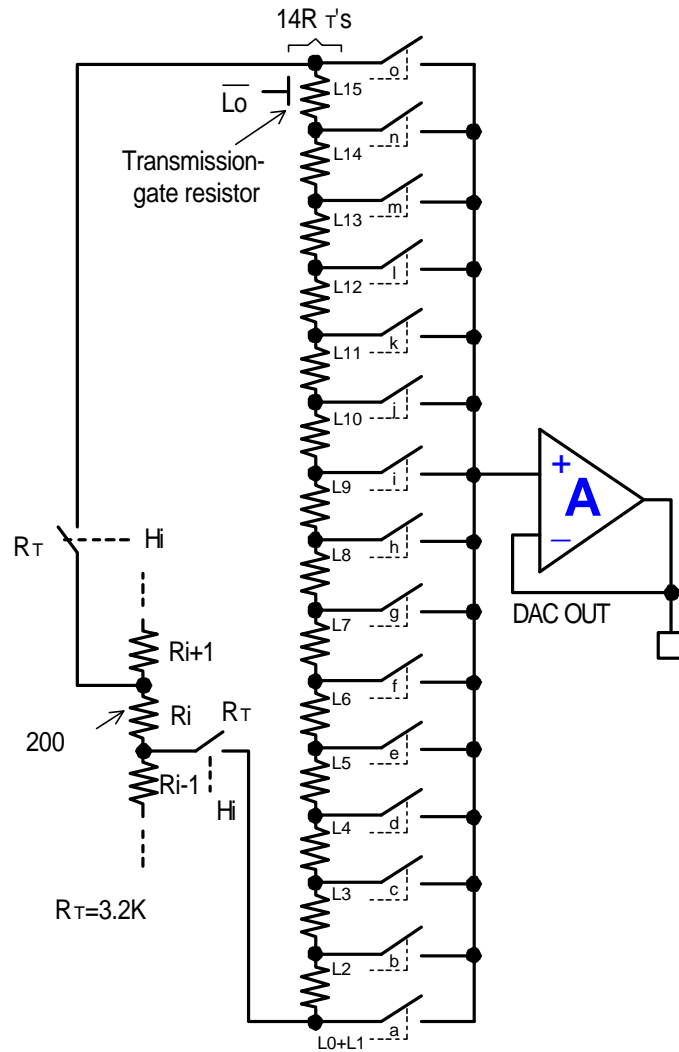 14R T's
o
L15
Lo
n
L14
Transmission-
gate resistor
m
L13
l
L12
k
L11
j
L10
+
A
−
i
L9
RT
Hi
h
L8
DAC OUT
g
L7
Ri+1
f
L6
Ri
RT
200
e
L5
Ri-1
Hi
d
L4
c
L3
RT=3.2K
b
L2
a
L0+L1